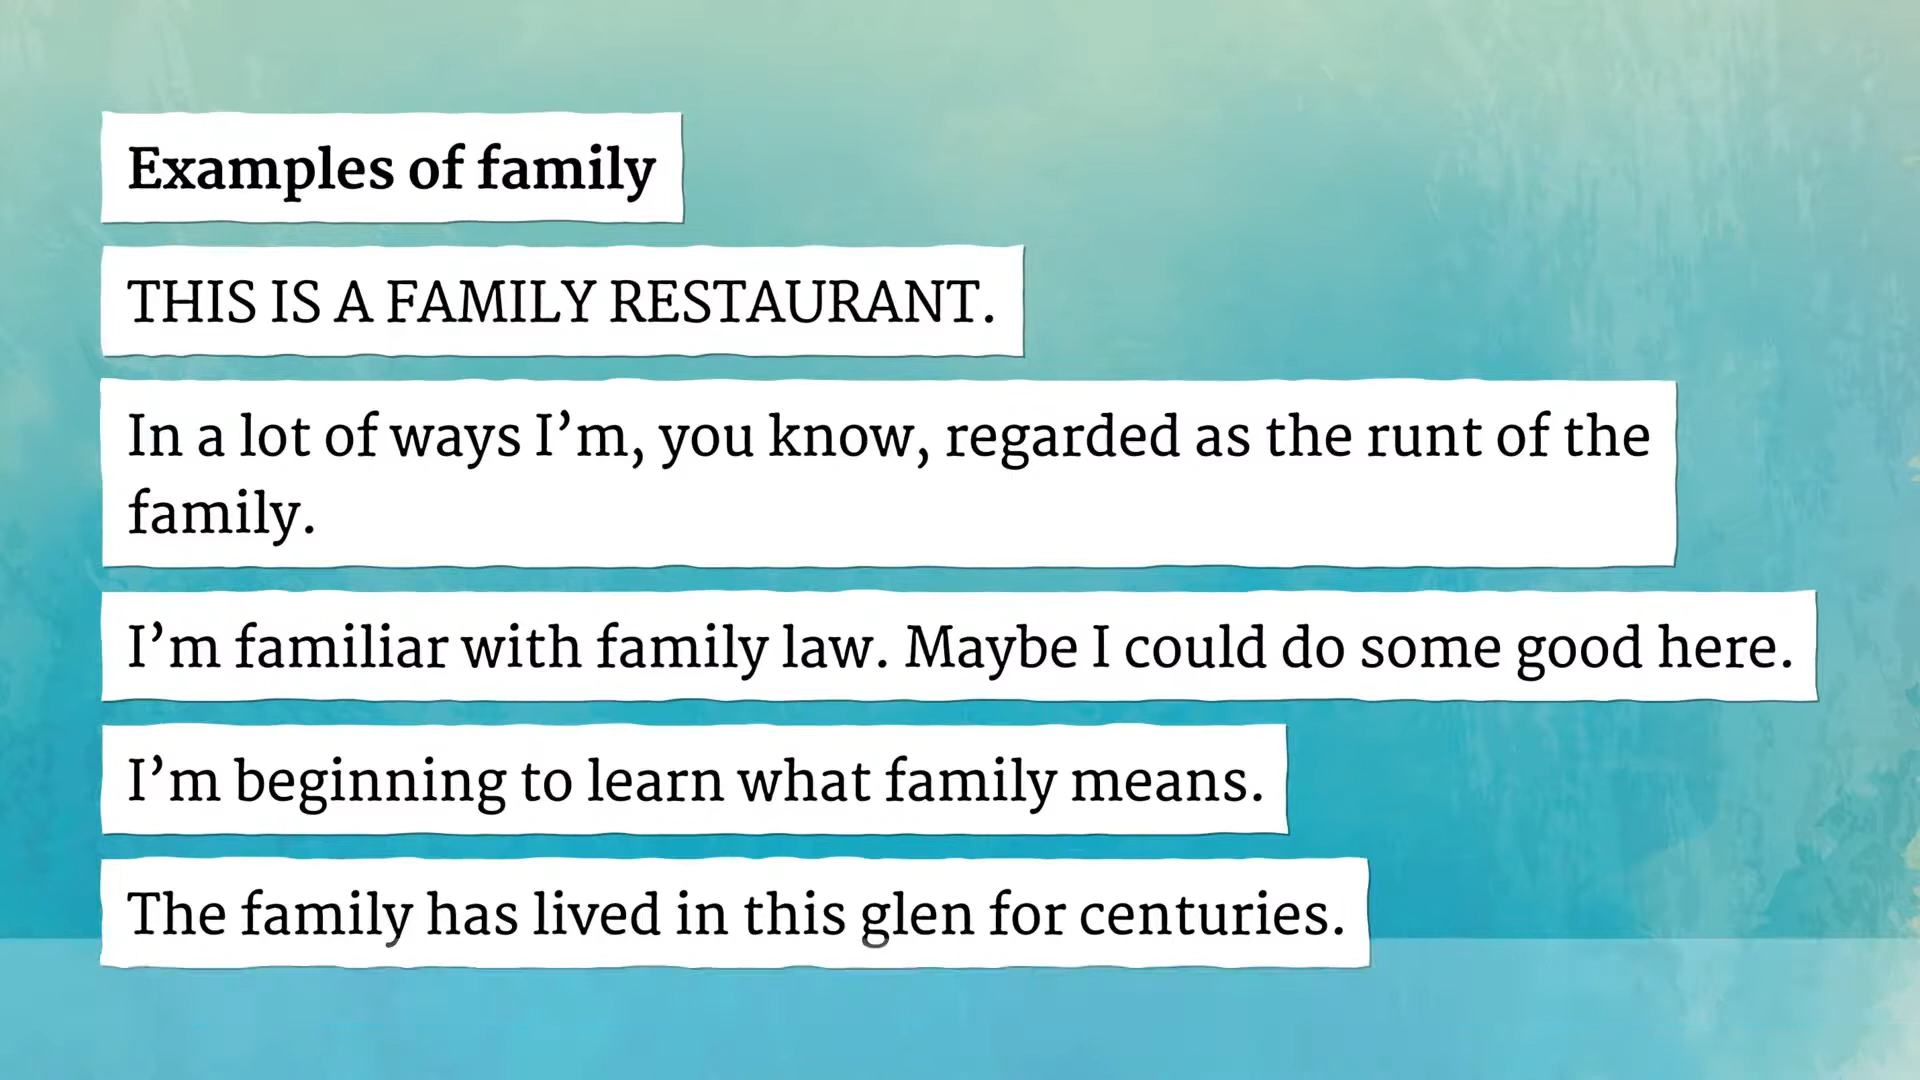 Examples of family
THIS IS A FAMILY RESTAURANT.
In a lot of ways I’m, you know, regarded as the runt of the
family.
I’m familiar with family law. Maybe I could do some good here.
I’m beginning to learn what family means.
The family has lived in this glen for centuries.